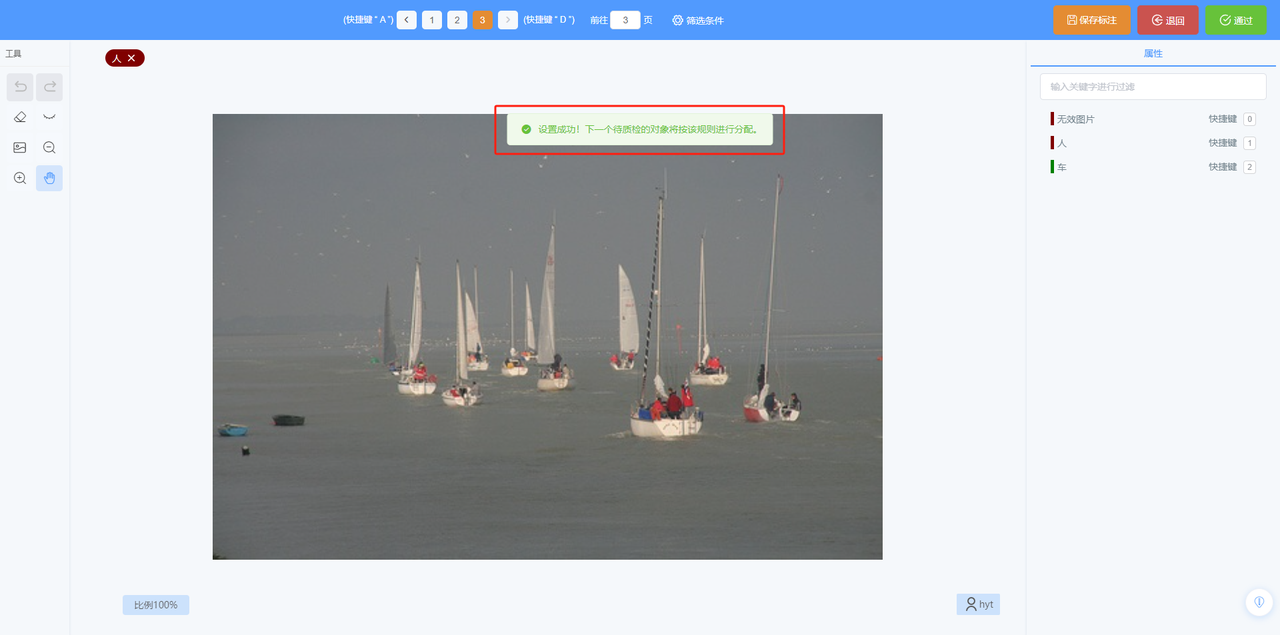 (快捷键 " A ") 1 2 3 (快捷键 " D ") 前往 3 页 筛选条件 保存标注 退回 通过
工具
人
属性
输入关键字进行过滤
无效图片 快捷键 0
人 快捷键 1
车 快捷键 2
设置成功！下一个待质检的对象将按该规则进行分配。
比例100%
hyt